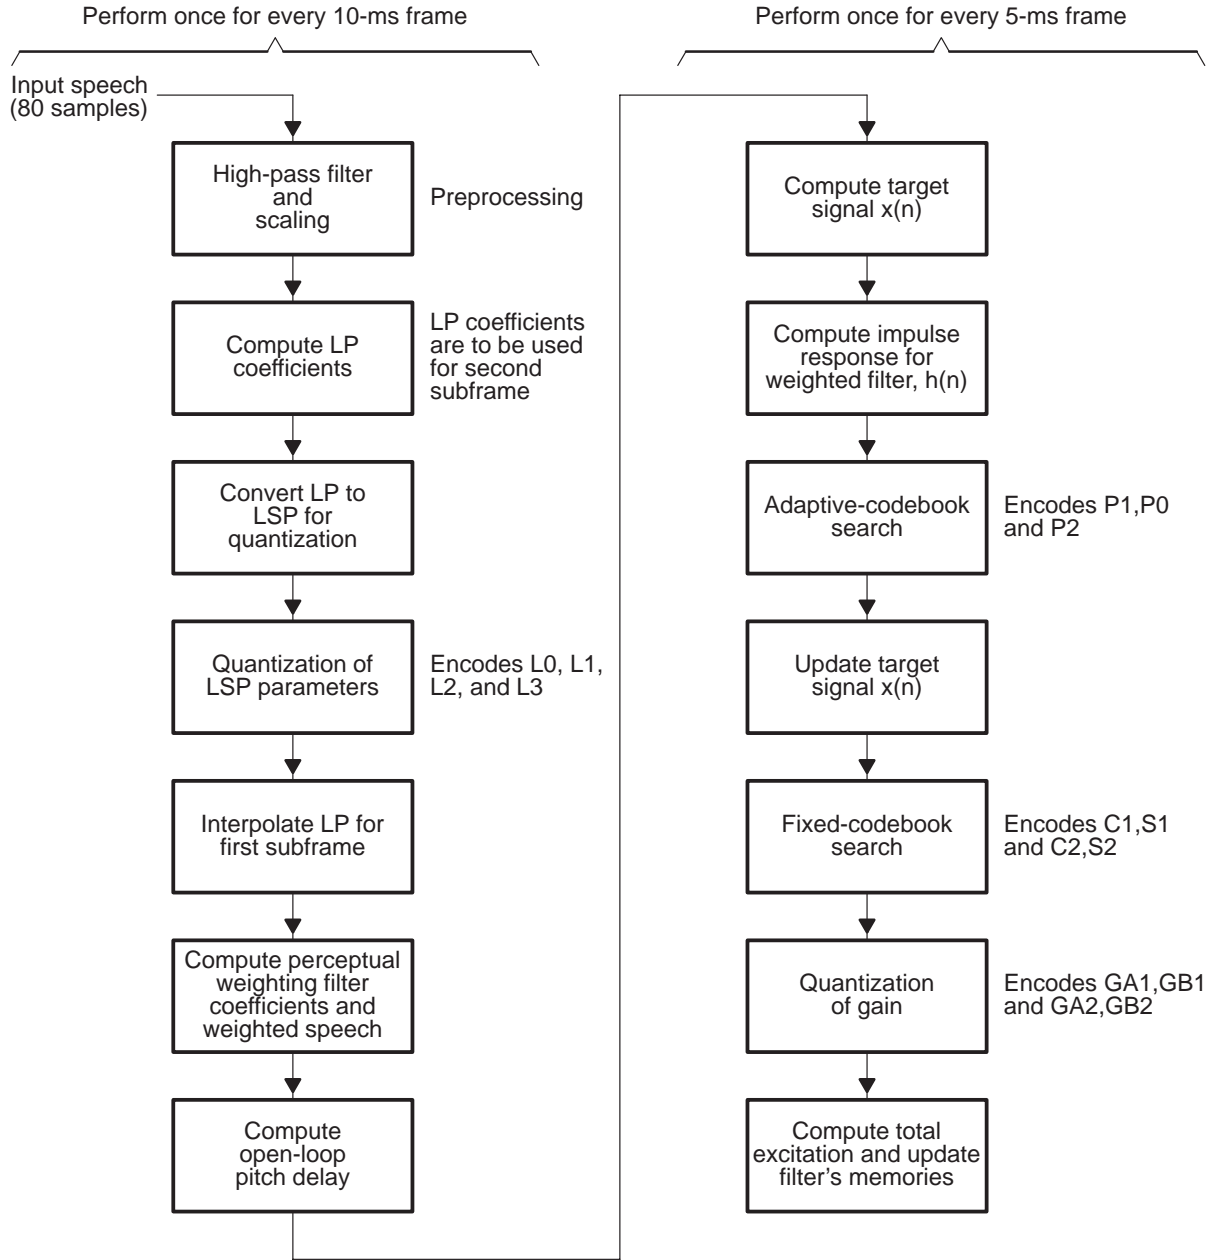 Perform once for every 10-ms frame
Input speech
(80 samples)
High-pass filter
and
scaling
Preprocessing
Compute LP
coefficients
LP coefficients
are to be used
for second
subframe
Convert LP to
LSP for
quantization
Quantization of
LSP parameters
Encodes L0, L1,
L2, and L3
Interpolate LP for
first subframe
Compute perceptual
weighting filter
coefficients and
weighted speech
Compute
open-loop
pitch delay
Perform once for every 5-ms frame
Compute target
signal x(n)
Compute impulse
response for
weighted filter, h(n)
Adaptive-codebook
search
Encodes P1,P0
and P2
Update target
signal x(n)
Fixed-codebook
search
Encodes C1,S1
and C2,S2
Quantization
of gain
Encodes GA1,GB1
and GA2,GB2
Compute total
excitation and update
filter’s memories